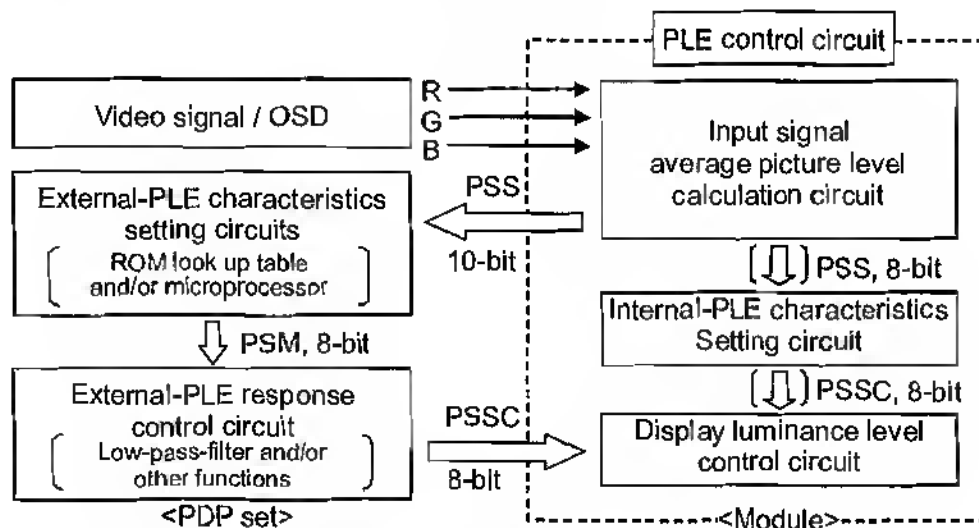 PLE control circuit
Video signal / OSD
R
G
B
Input signal
average picture level
calculation circuit
PSS
10-bit
External-PLE characteristics
setting circuits
ROM look up table
and/or microprocessor
PSS, 8-bit
Internal-PLE characteristics
Setting circuit
PSM, 8-bit
PSSC, 8-bit
External-PLE response
control circuit
Low-pass-filter and/or
other functions
PSSC
8-bit
Display luminance level
control circuit
<PDP set>
<Module>